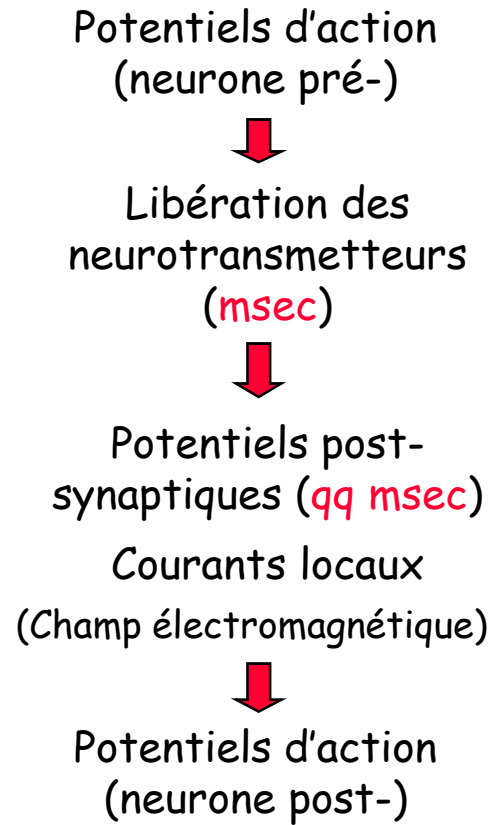 Potentiels d’action
(neurone pré-)
Libération des
neurotransmetteurs
(msec)
Potentiels post-
synaptiques (qq msec)
Courants locaux
(Champ électromagnétique)
Potentiels d’action
(neurone post-)